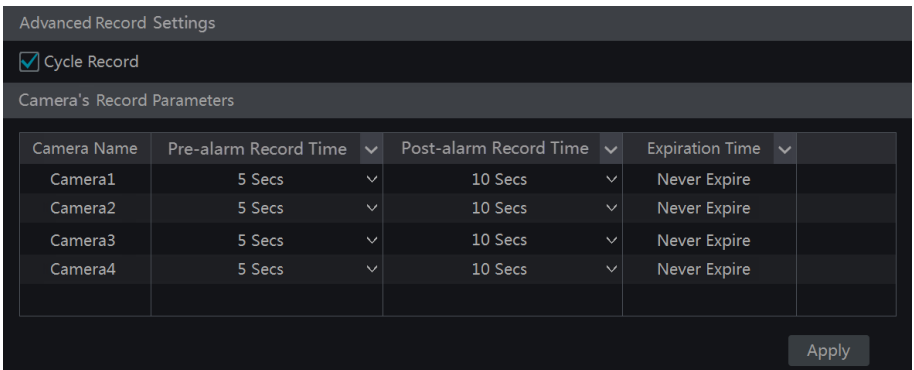 Advanced Record Settings
Cycle Record
Camera's Record Parameters
Camera Name Pre-alarm Record Time Post-alarm Record Time Expiration Time
Camera1 5 Secs 10 Secs Never Expire
Camera2 5 Secs 10 Secs Never Expire
Camera3 5 Secs 10 Secs Never Expire
Camera4 5 Secs 10 Secs Never Expire
Apply